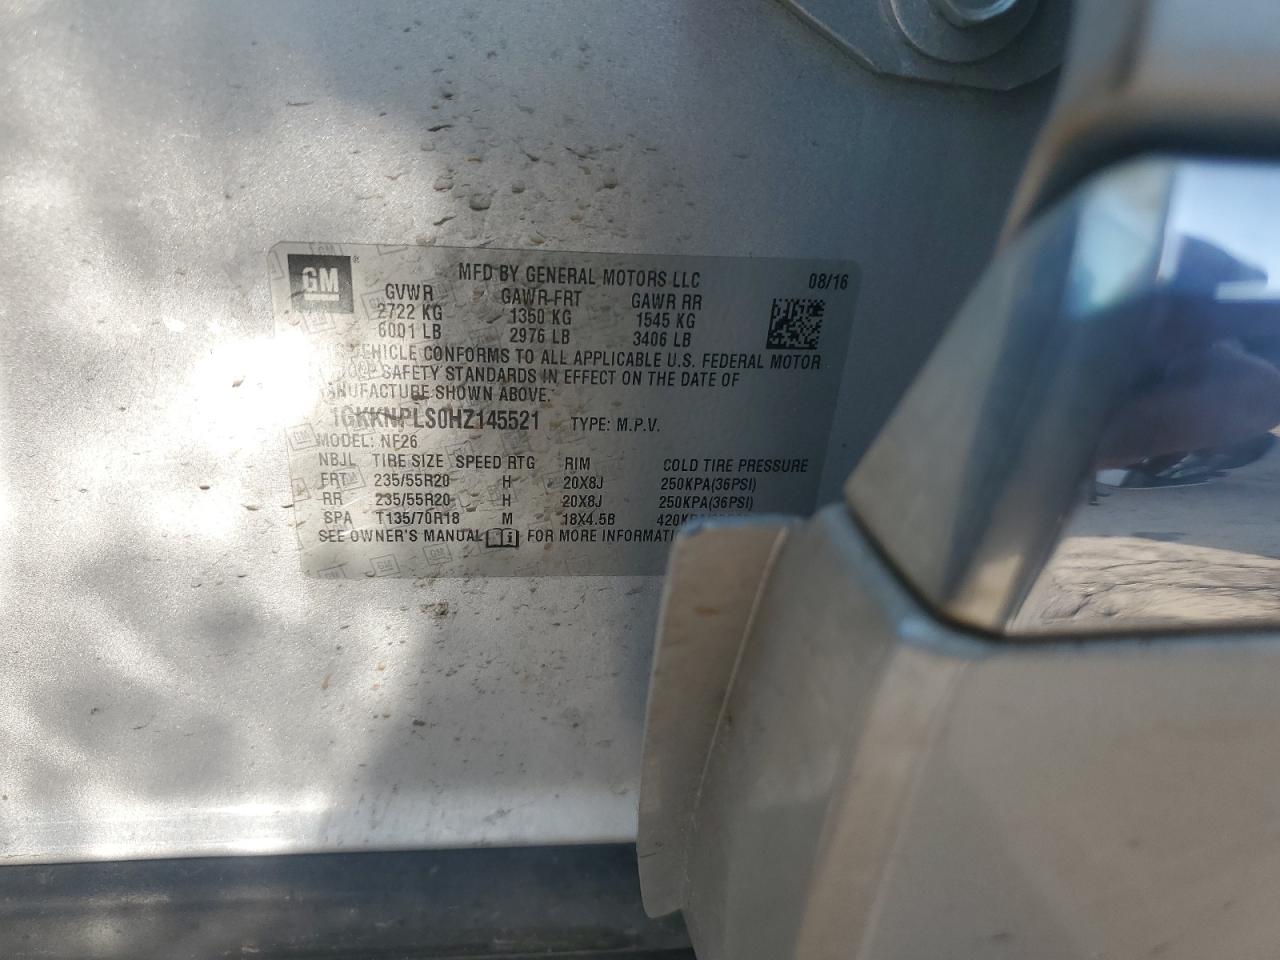 GM ® MFD BY GENERAL MOTORS LLC 08/16
GVWR GAWR FRT GAWR RR
2722 KG 1350 KG 1545 KG
6001 LB 2976 LB 3406 LB
VEHICLE CONFORMS TO ALL APPLICABLE U.S. FEDERAL MOTOR
SAFETY STANDARDS IN EFFECT ON THE DATE OF
ANUFACTURE SHOWN ABOVE.
1GKKNPLS0HZ145521 TYPE: M.P.V.
MODEL: NF26
NBJL TIRE SIZE SPEED RTG RIM COLD TIRE PRESSURE
FRT 235/55R20 H 20X8J 250KPA(36PSI)
RR 235/55R20 H 20X8J 250KPA(36PSI)
SPA T135/70R18 M 18X4.5B
SEE OWNER'S MANUAL FOR MORE INFORMATI